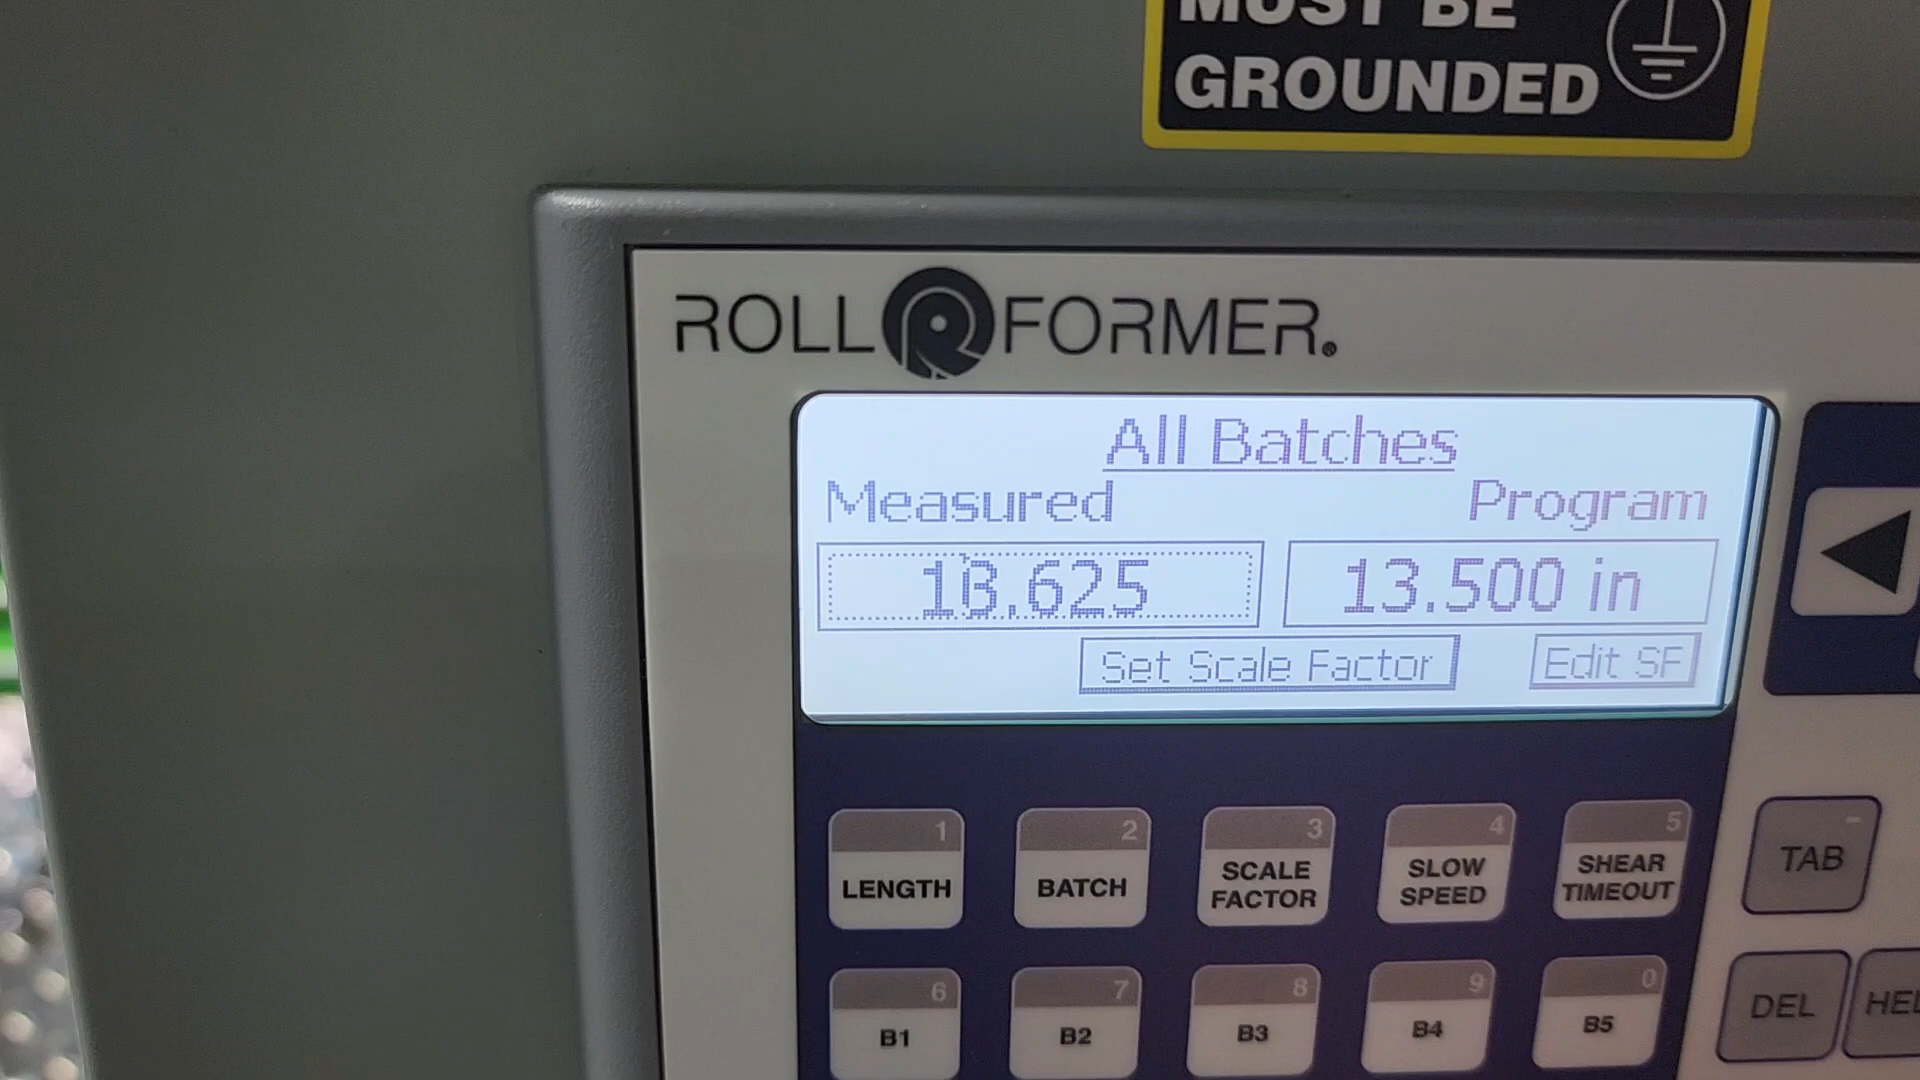 MUST BE
GROUNDED
ROLL FORMER®
All Batches
Measured Program
13.625 13.500 in
Set Scale Factor Edit SF
1 2 3 4 5
LENGTH BATCH SCALE FACTOR SLOW SPEED SHEAR TIMEOUT
- TAB
6 7 8 9 0
B1 B2 B3 B4 B5
DEL